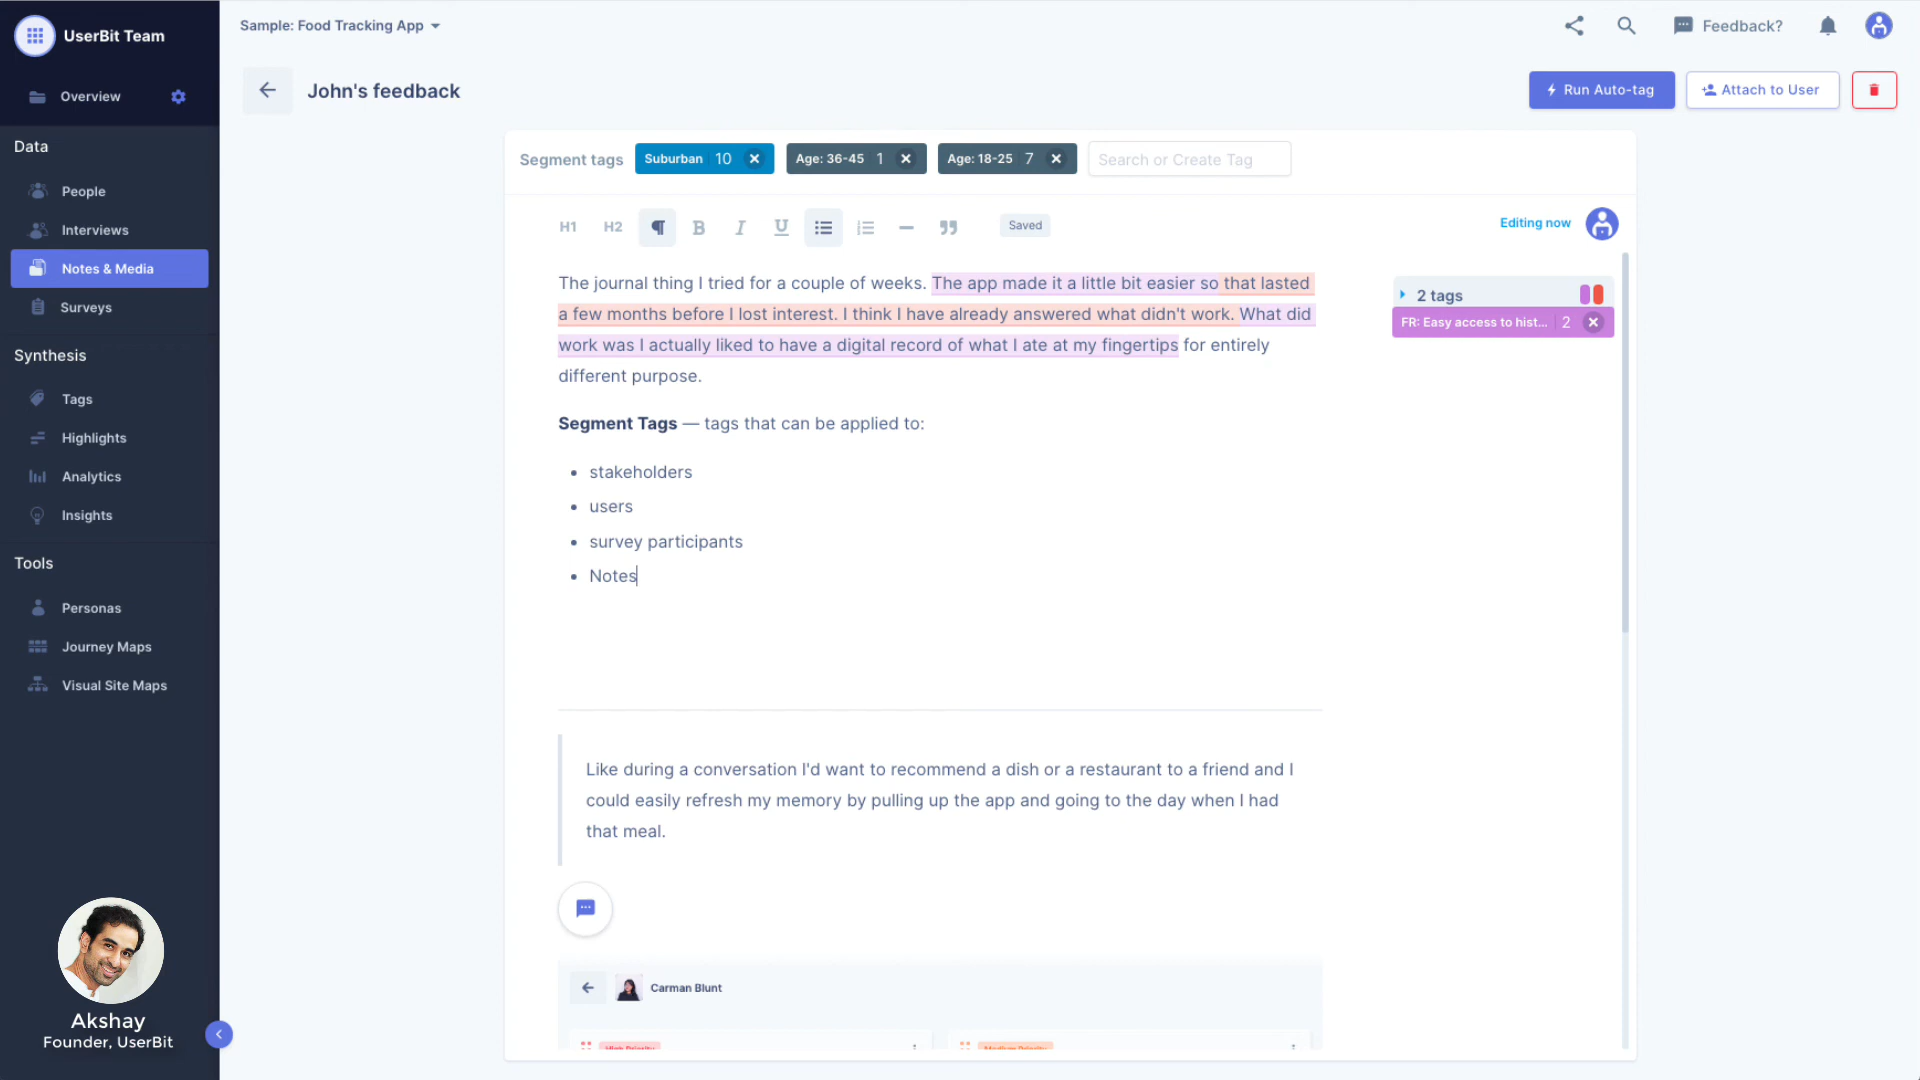 UserBit Team
Sample: Food Tracking App
Feedback?
Overview
John's feedback
Run Auto-tag
Attach to User
Data
People
Interviews
Notes & Media
Surveys
Synthesis
Tags
Highlights
Analytics
Insights
Tools
Personas
Journey Maps
Visual Site Maps
Akshay
Founder, UserBit
Segment tags
Suburban 10
Age: 36-45 1
Age: 18-25 7
Search or Create Tag
H1 H2 B I U
Saved
Editing now
The journal thing I tried for a couple of weeks. The app made it a little bit easier so that lasted
a few months before I lost interest. I think I have already answered what didn't work. What did
work was I actually liked to have a digital record of what I ate at my fingertips for entirely
different purpose.
2 tags
FR: Easy access to hist... 2
Segment Tags — tags that can be applied to:
• stakeholders
• users
• survey participants
• Notes
Like during a conversation I'd want to recommend a dish or a restaurant to a friend and I
could easily refresh my memory by pulling up the app and going to the day when I had
that meal.
Carman Blunt
High Priority
Medium Priority